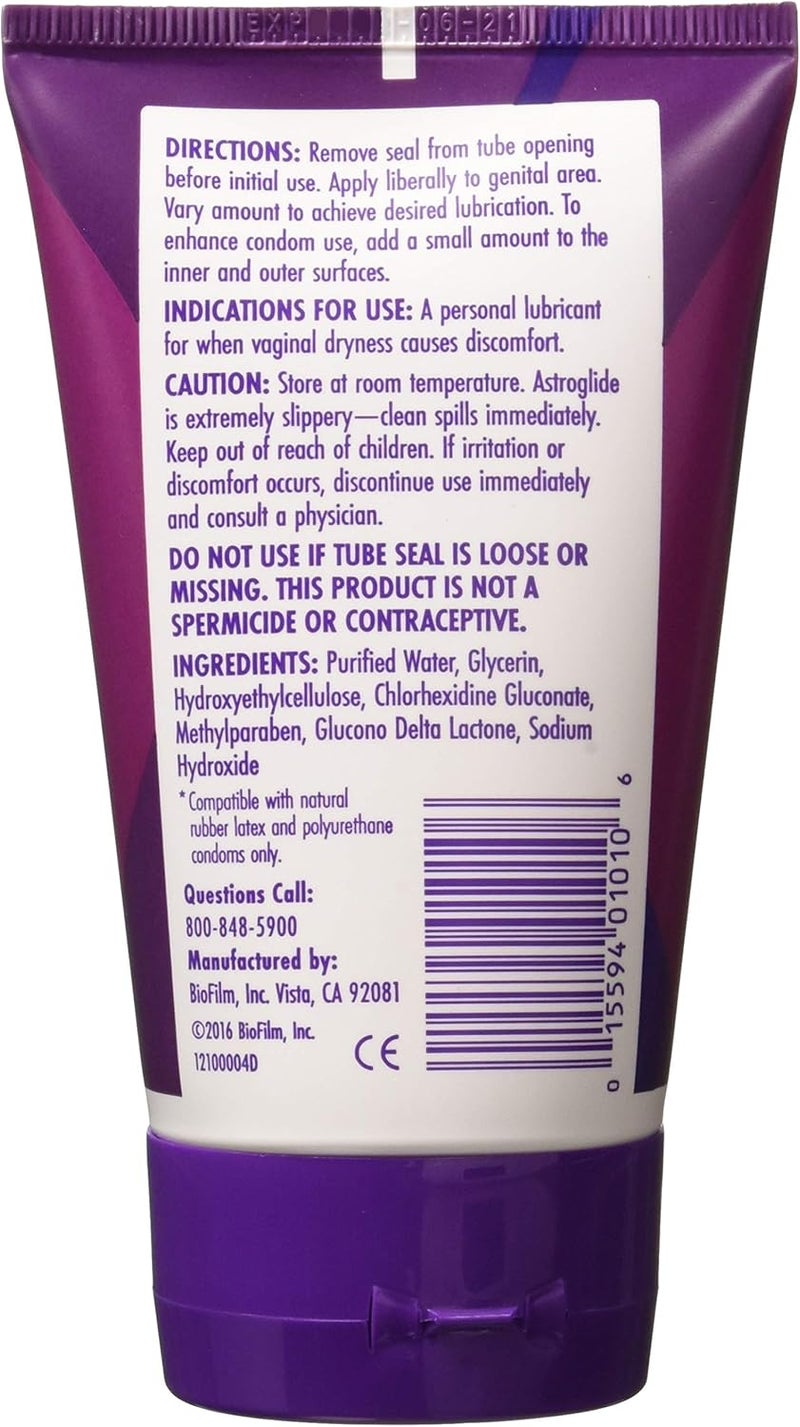 EXP
06-21
DIRECTIONS: Remove seal from tube opening
before initial use. Apply liberally to genital area.
Vary amount to achieve desired lubrication. To
enhance condom use, add a small amount to the
inner and outer surfaces.
INDICATIONS FOR USE: A personal lubricant
for when vaginal dryness causes discomfort.
CAUTION: Store at room temperature. Astroglide
is extremely slippery—clean spills immediately.
Keep out of reach of children. If irritation or
discomfort occurs, discontinue use immediately
and consult a physician.
DO NOT USE IF TUBE SEAL IS LOOSE OR
MISSING. THIS PRODUCT IS NOT A
SPERMICIDE OR CONTRACEPTIVE.
INGREDIENTS: Purified Water, Glycerin,
Hydroxyethylcellulose, Chlorhexidine Gluconate,
Methylparaben, Glucono Delta Lactone, Sodium
Hydroxide
*Compatible with natural
rubber latex and polyurethane
condoms only.
Questions Call:
800-848-5900
Manufactured by:
BioFilm, Inc. Vista, CA 92081
©2016 BioFilm, Inc.
12100004D
CE
0 15594 01010 6